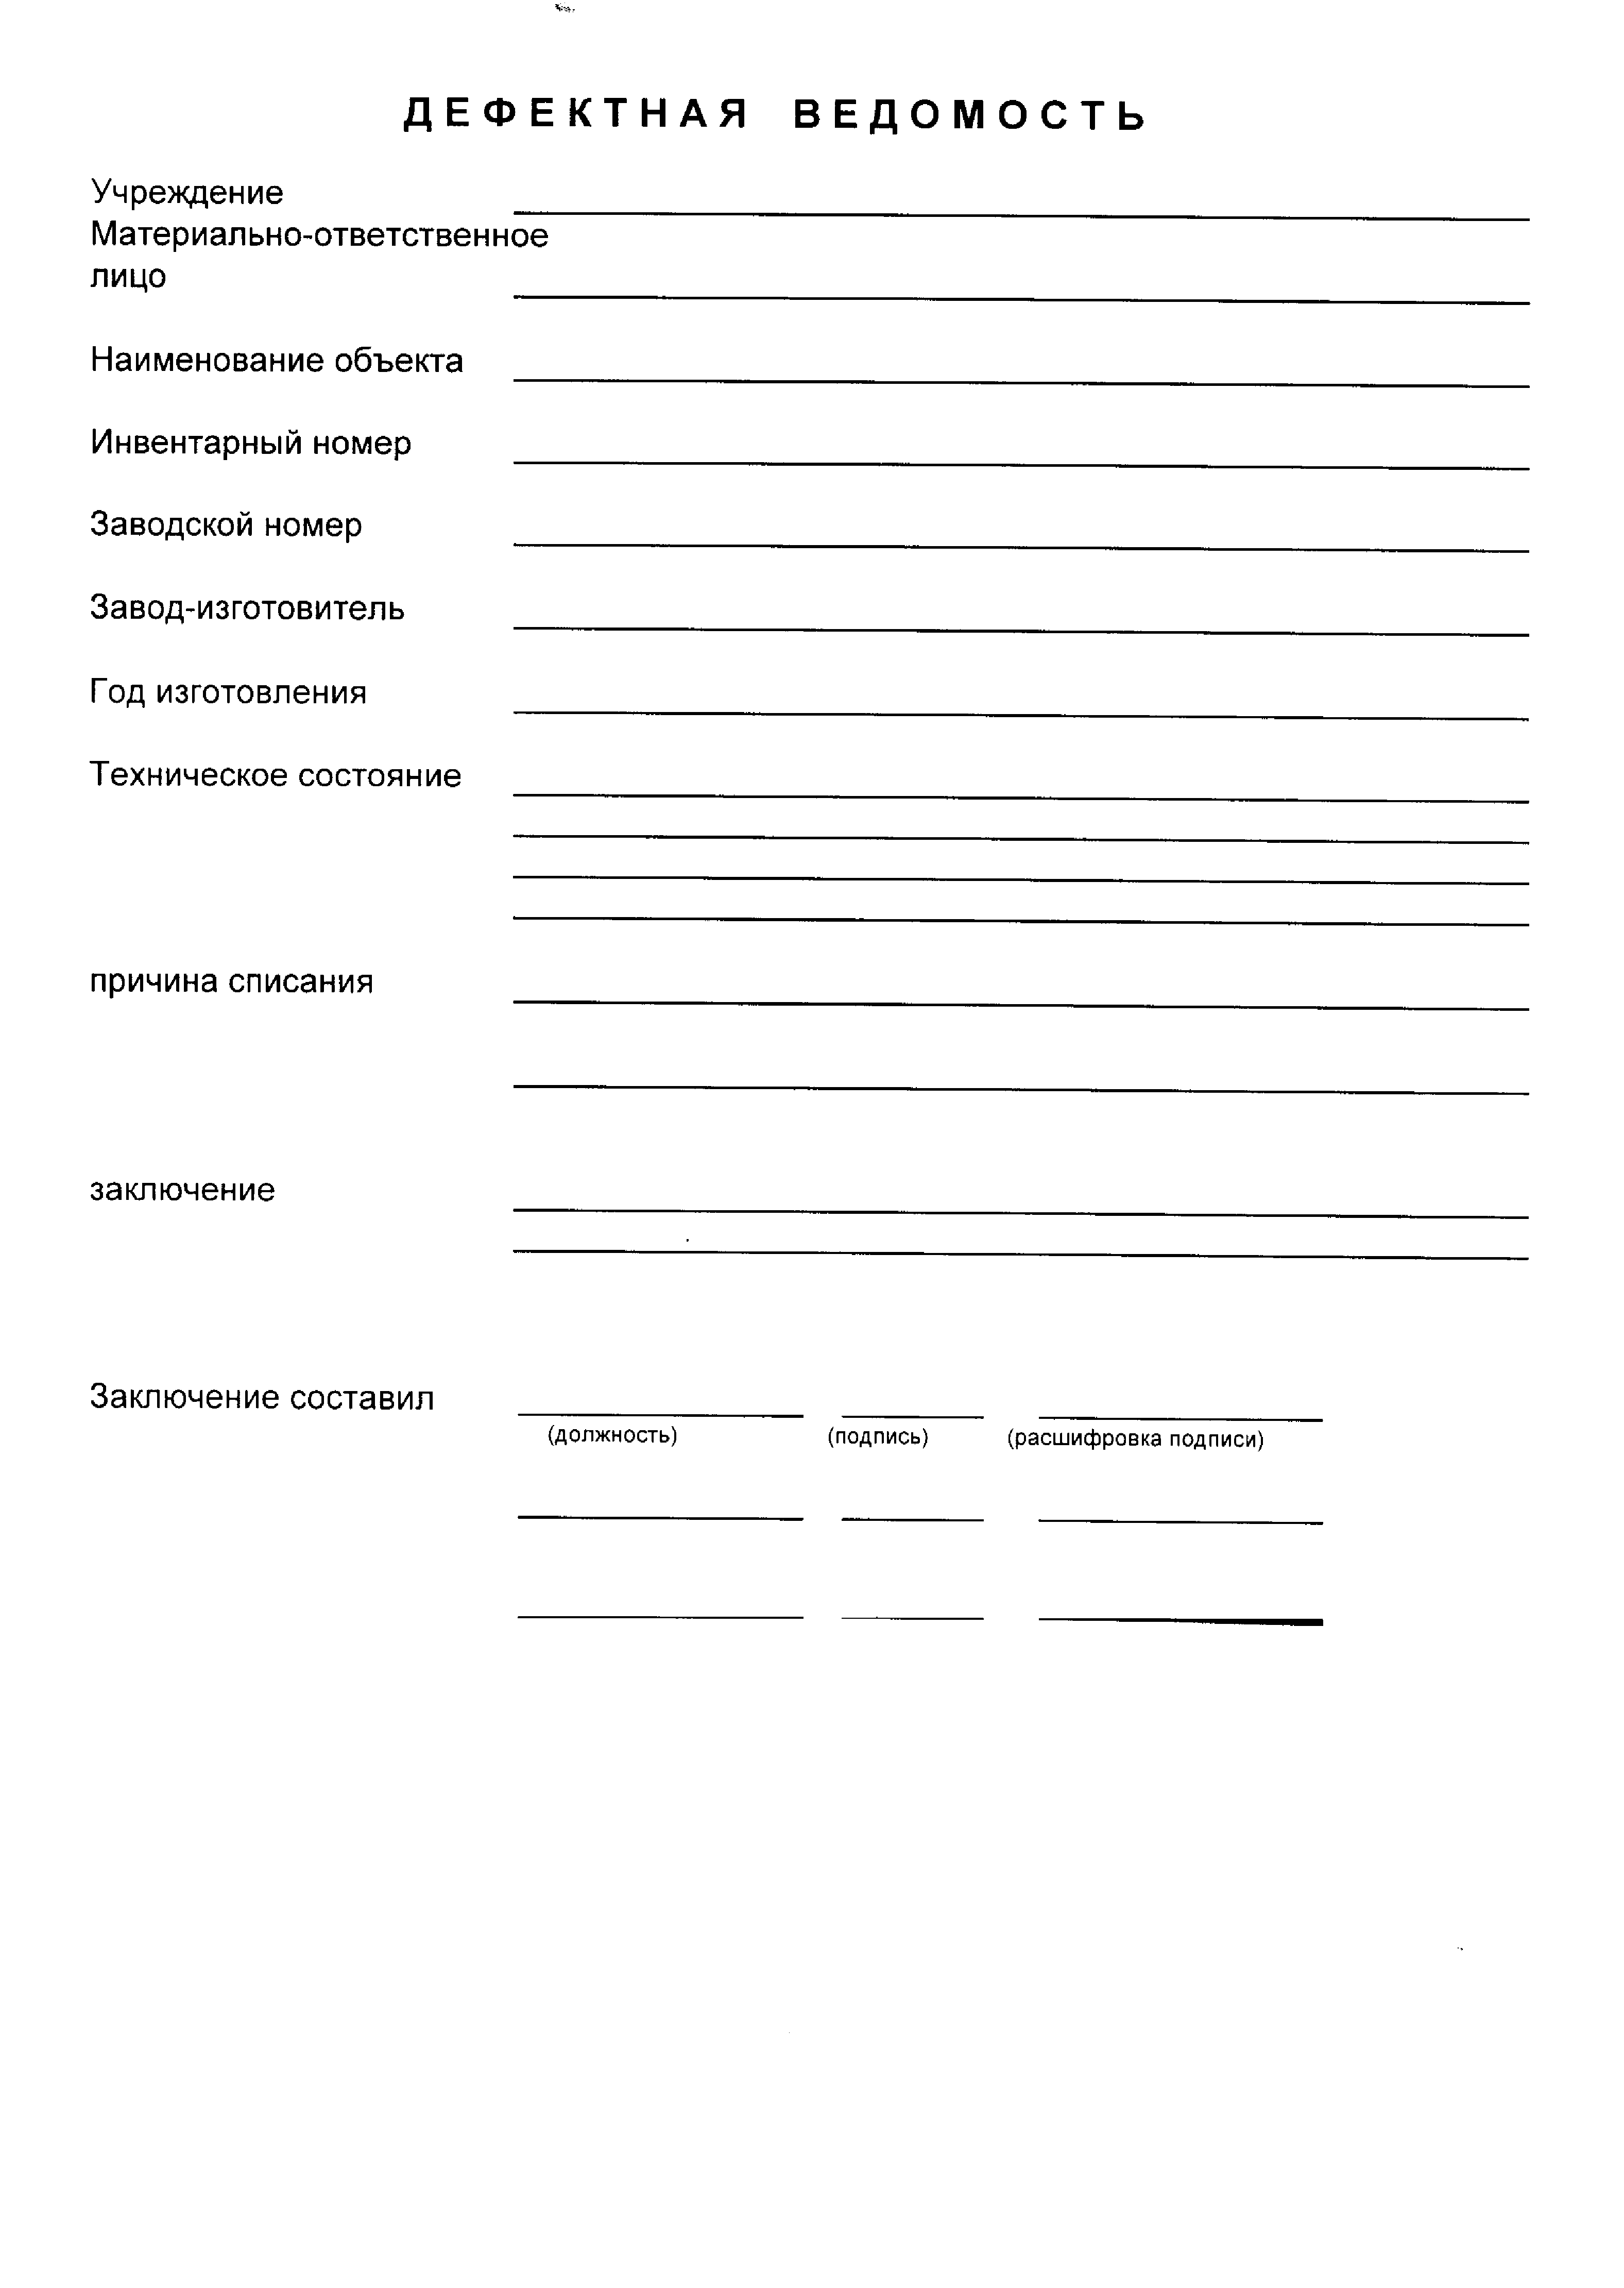 ДЕФЕКТНАЯ ВЕДОМОСТЬ
Учреждение
Материально-ответственное
лицо
Наименование объекта
Инвентарный номер
Заводской номер
Завод-изготовитель
Год изготовления
Техническое состояние
причина списания
заключение
Заключение составил
(должность) (подпись) (расшифровка подписи)